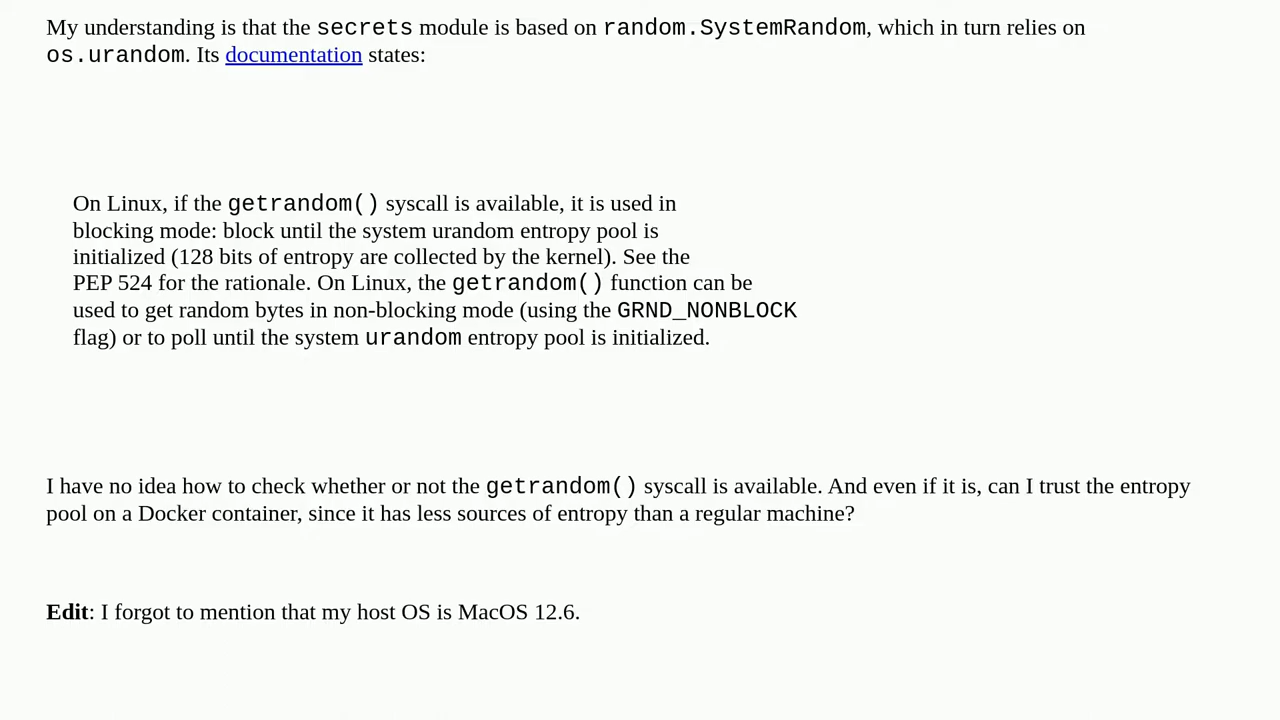 My understanding is that the secrets module is based on random.SystemRandom, which in turn relies on
os.urandom. Its documentation states:
On Linux, if the getrandom() syscall is available, it is used in
blocking mode: block until the system urandom entropy pool is
initialized (128 bits of entropy are collected by the kernel). See the
PEP 524 for the rationale. On Linux, the getrandom() function can be
used to get random bytes in non-blocking mode (using the GRND_NONBLOCK
flag) or to poll until the system urandom entropy pool is initialized.
I have no idea how to check whether or not the getrandom() syscall is available. And even if it is, can I trust the entropy
pool on a Docker container, since it has less sources of entropy than a regular machine?
Edit: I forgot to mention that my host OS is MacOS 12.6.